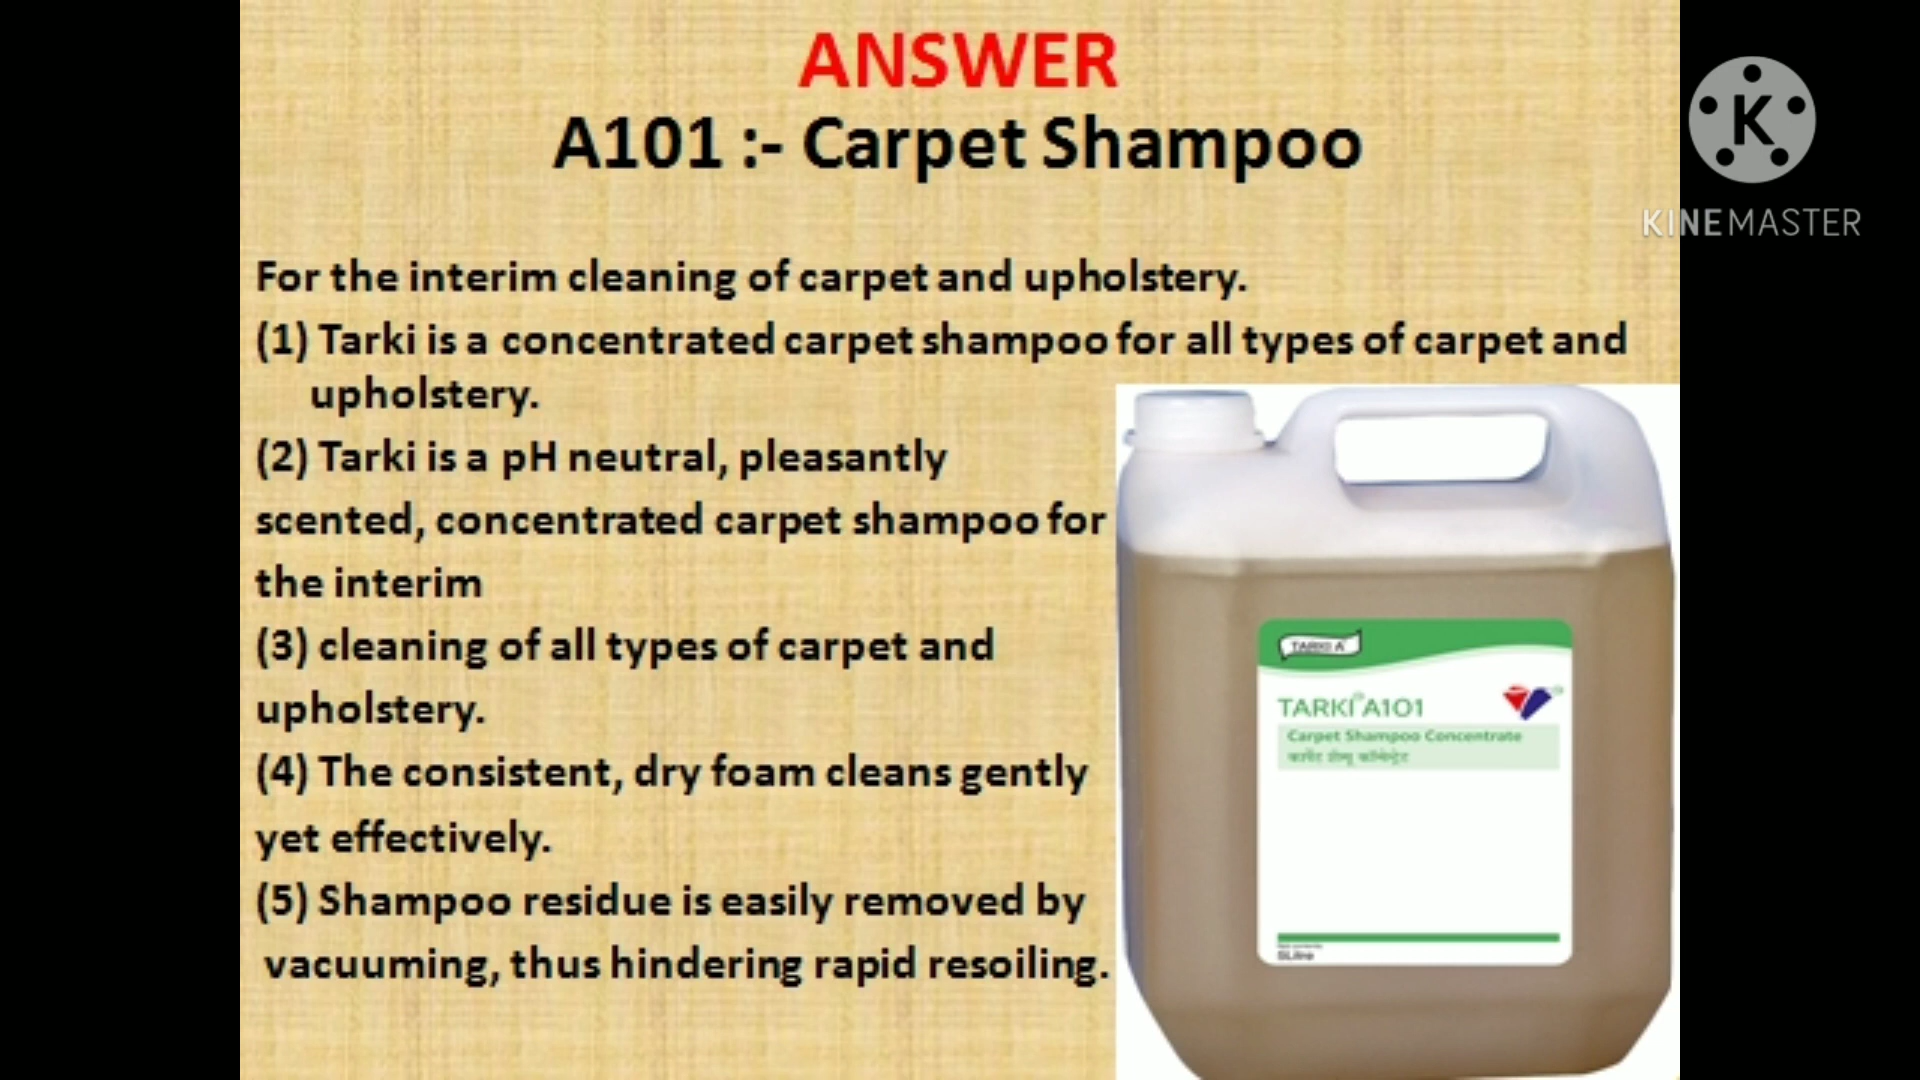 ANSWER
A101 :- Carpet Shampoo
KINEMASTER
For the interim cleaning of carpet and upholstery.
(1) Tarki is a concentrated carpet shampoo for all types of carpet and
upholstery.
(2) Tarki is a pH neutral, pleasantly
scented, concentrated carpet shampoo for
the interim
(3) cleaning of all types of carpet and
upholstery.
(4) The consistent, dry foam cleans gently
yet effectively.
(5) Shampoo residue is easily removed by
vacuuming, thus hindering rapid resoiling.
TARKI A
TARKI A101
Carpet Shampoo Concentrate
5Litre